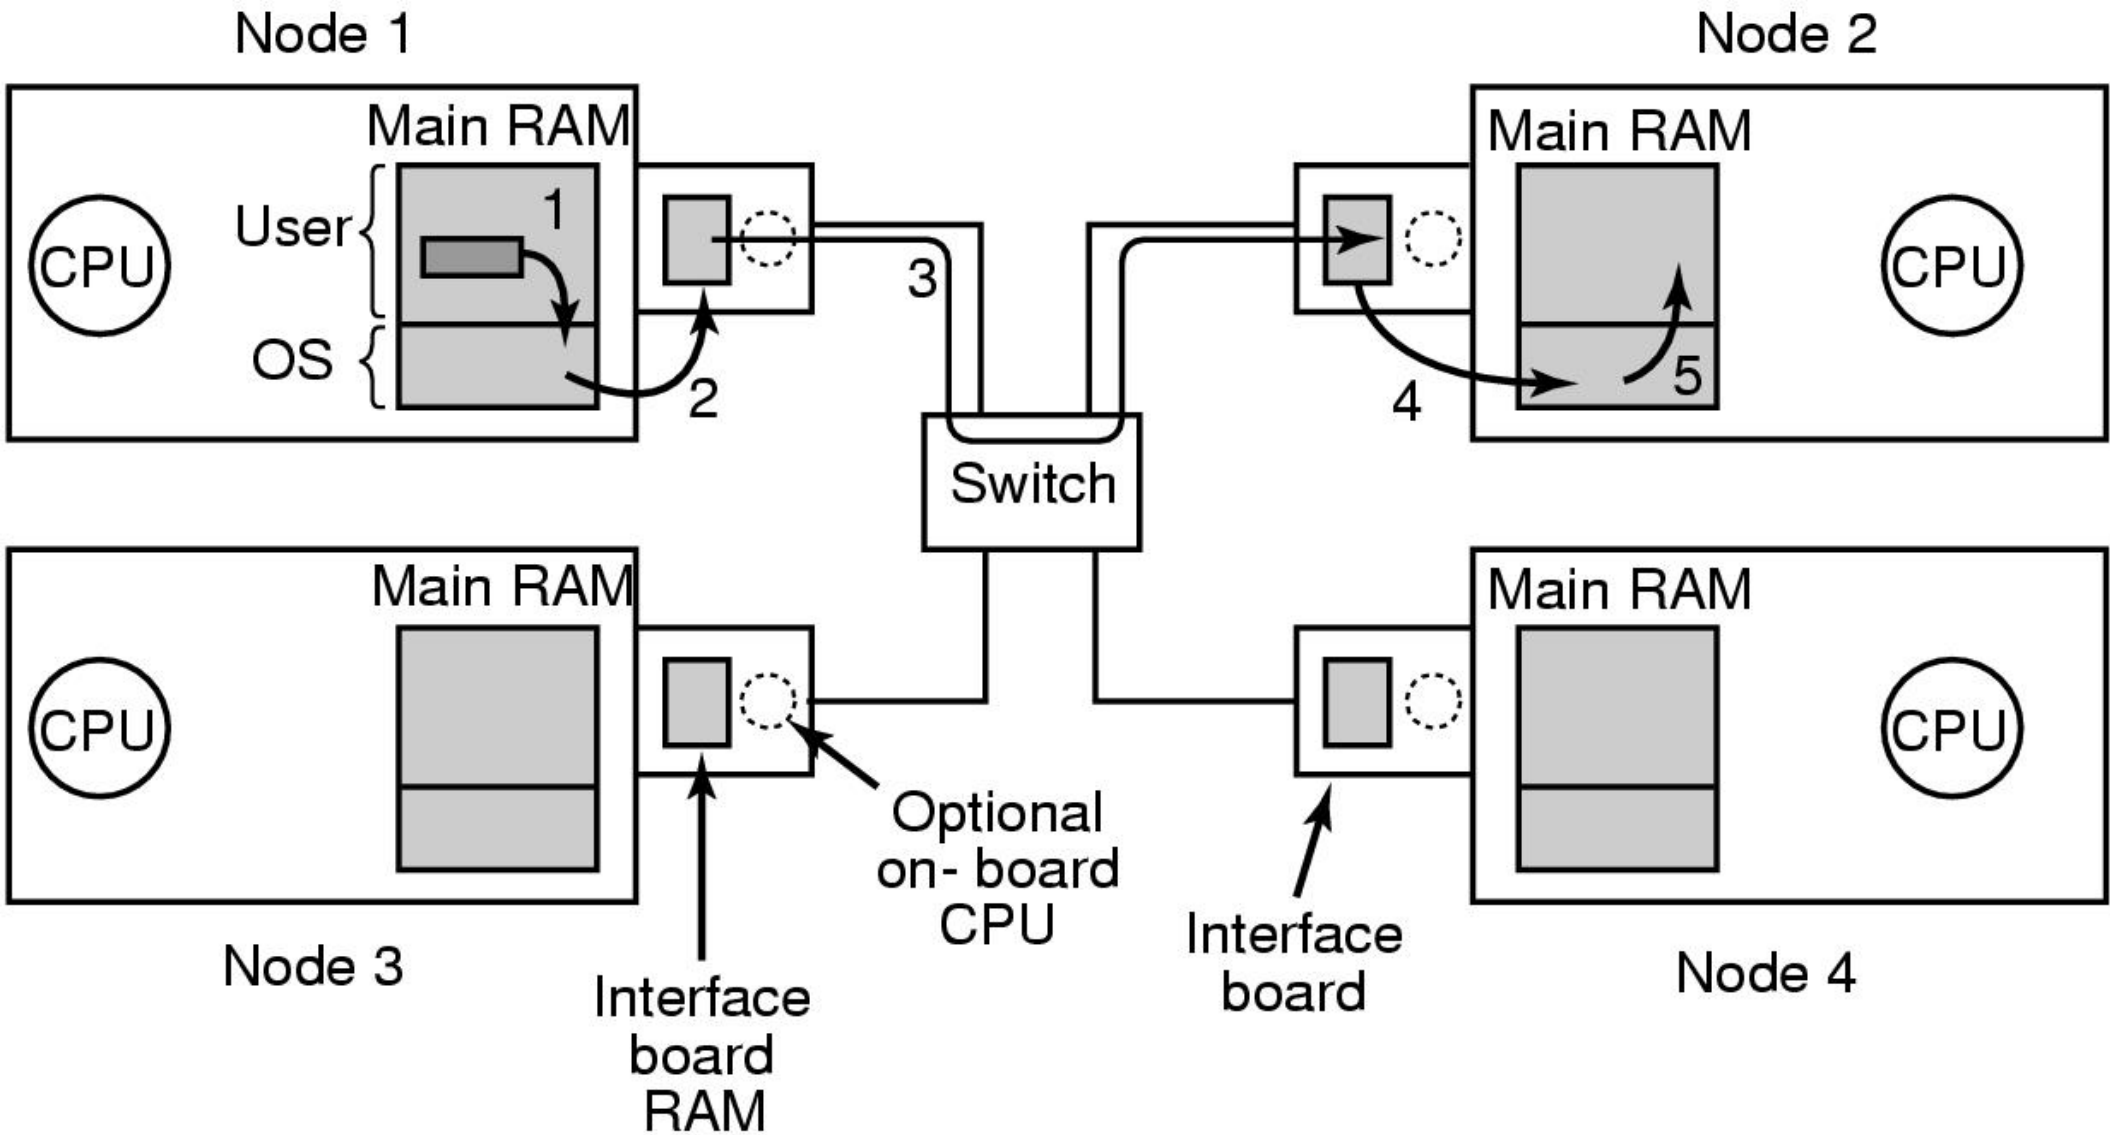 Node 1
Node 2
Main RAM
Main RAM
User
1
CPU
CPU
3
OS
2
4
5
Switch
Main RAM
Main RAM
CPU
CPU
Optional
on- board
CPU
Interface
board
Node 3
Node 4
Interface
board
RAM